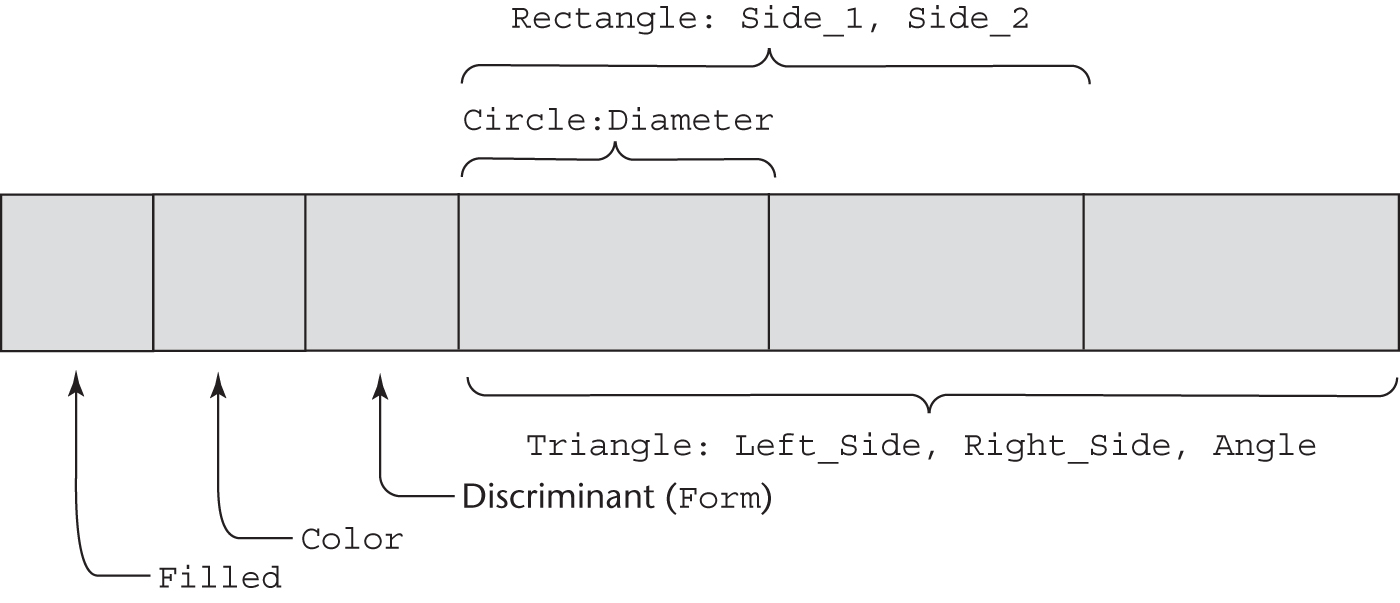 Rectangle: Side_1, Side_2
Circle:Diameter
Triangle: Left_Side, Right_Side, Angle
Discriminant (Form)
Color
Filled